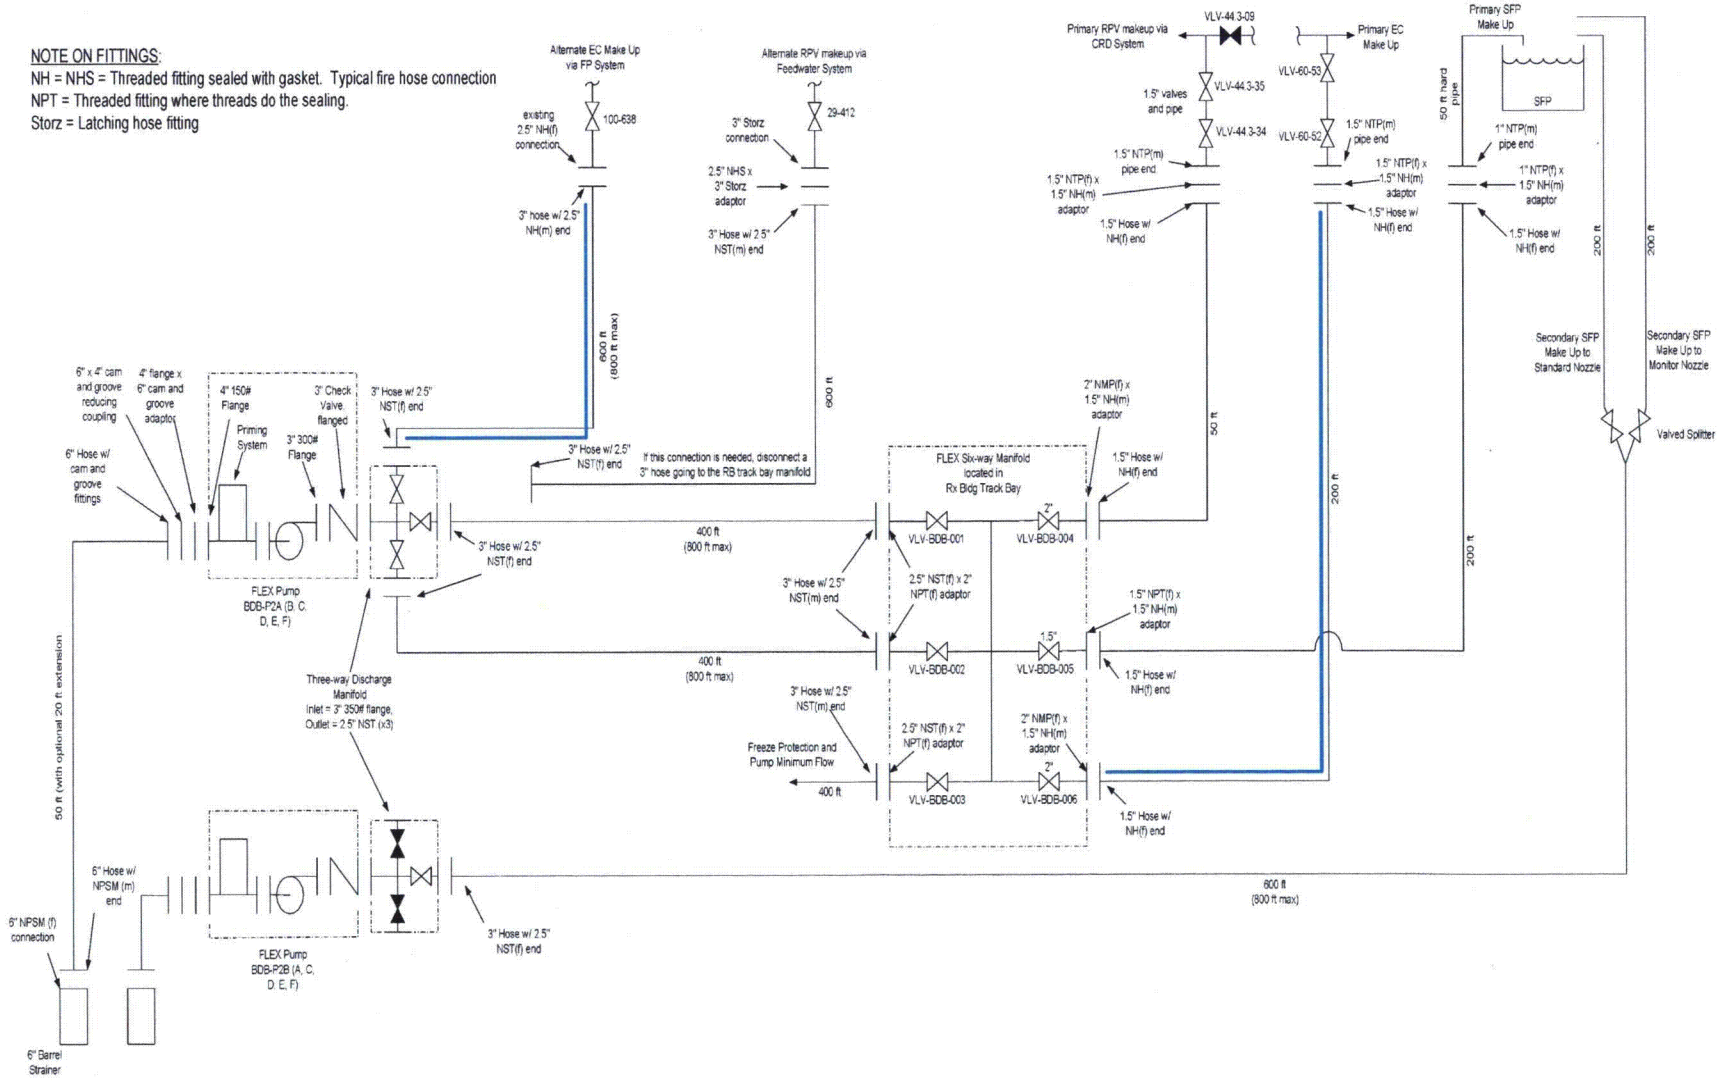 NOTE ON FITTINGS:
NH = NHS = Threaded fitting sealed with gasket. Typical fire hose connection
NPT = Threaded fitting where threads do the sealing.
Storz = Latching hose fitting
Alternate EC Make Up
via FP System
100-638
existing
2.5" NH(f)
connection
3" hose w/ 2.5"
NH(m) end
600 ft
(800 ft max)
Alternate RPV makeup via
Feedwater System
29-412
3" Storz
connection
2.5" NHS x
3" Storz
adaptor
3" Hose w/ 2.5"
NST(m) end
600 ft
Primary RPV makeup via
CRD System
VLV-44.3-09
1.5" valves
and pipe
VLV-44.3-35
VLV-44.3-34
1.5" NTP(m)
pipe end
1.5" NTP(f) x
1.5" NH(m)
adaptor
1.5" Hose w/
NH(f) end
50 ft
Primary EC
Make Up
VLV-60-53
VLV-60-52
1.5" NTP(m)
pipe end
1.5" NTP(f) x
1.5" NH(m)
adaptor
1.5" Hose w/
NH(f) end
200 ft
Primary SFP
Make Up
SFP
50 ft hard
pipe
1" NTP(m)
pipe end
1" NTP(f) x
1.5" NH(m)
adaptor
1.5" Hose w/
NH(f) end
200 ft
200 ft
200 ft
Secondary SFP
Make Up to
Standard Nozzle
Secondary SFP
Make Up to
Monitor Nozzle
Valved Splitter
6" x 4" cam
and groove
reducing
coupling
4" flange x
6" cam and
groove
adaptor
4" 150#
Flange
Priming
System
3" 300#
Flange
3" Check
Valve,
flanged
3" Hose w/ 2.5"
NST(f) end
6" Hose w/
cam and
groove
fittings
3" Hose w/ 2.5"
NST(f) end
If this connection is needed, disconnect a
3" hose going to the RB track bay manifold
400 ft
(800 ft max)
3" Hose w/ 2.5"
NST(f) end
FLEX Pump
BDB-P2A (B, C,
D, E, F)
400 ft
(800 ft max)
Three-way Discharge
Manifold
Inlet = 3" 350# flange,
Outlet = 2.5" NST (x3)
FLEX Six-way Manifold
located in
Rx Bldg Track Bay
2" NMP(f) x
1.5" NH(m)
adaptor
1.5" Hose w/
NH(f) end
VLV-BDB-001
2"
VLV-BDB-004
3" Hose w/ 2.5"
NST(m) end
2.5" NST(f) x 2"
NPT(f) adaptor
1.5" NPT(f) x
1.5" NH(m)
adaptor
VLV-BDB-002
1.5"
VLV-BDB-005
1.5" Hose w/
NH(f) end
3" Hose w/ 2.5"
NST(m) end
2.5" NST(f) x 2"
NPT(f) adaptor
2" NMP(f) x
1.5" NH(m)
adaptor
Freeze Protection and
Pump Minimum Flow
400 ft
VLV-BDB-003
2"
VLV-BDB-006
1.5" Hose w/
NH(f) end
50 ft (with optional 20 ft extension
6" Hose w/
NPSM (m)
end
6" NPSM (f)
connection
6" Barrel
Strainer
FLEX Pump
BDB-P2B (A, C,
D, E, F)
3" Hose w/ 2.5"
NST(f) end
600 ft
(800 ft max)